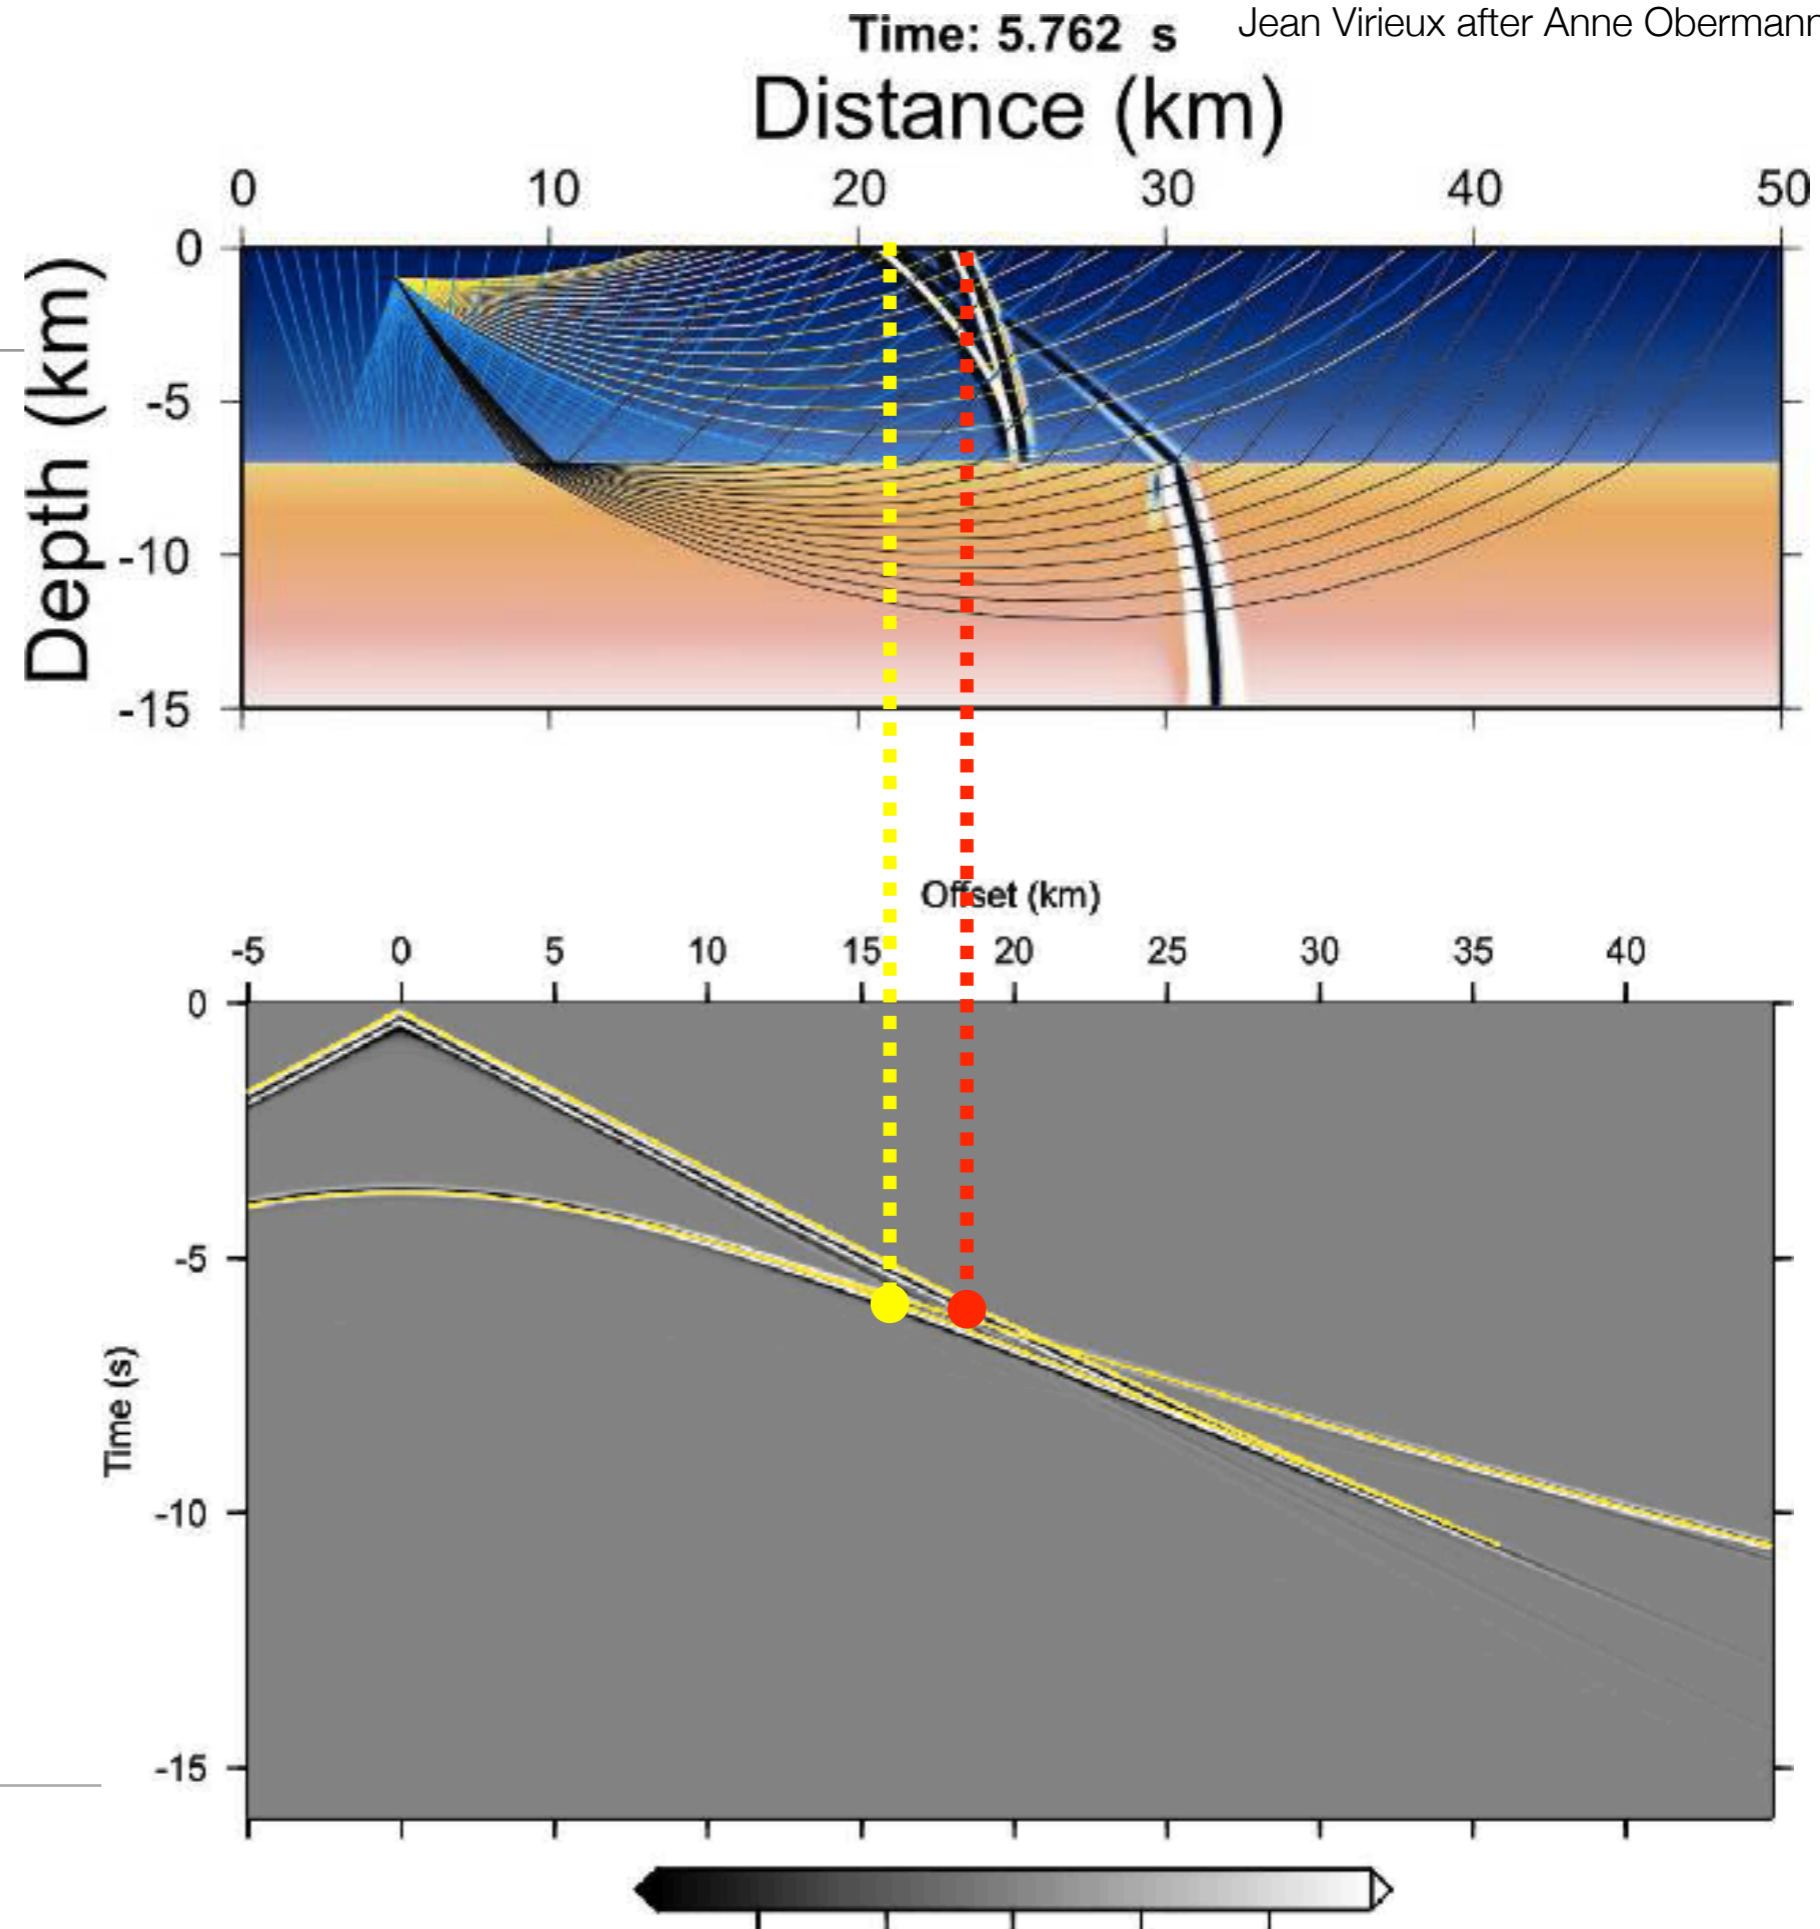 Jean Virieux after Anne Obermann
Time: 5.762 s
Distance (km)
0 10 20 30 40 50
Depth (km)
0
-5
-10
-15
Offset (km)
-5 0 5 10 15 20 25 30 35 40
Time (s)
0
-5
-10
-15